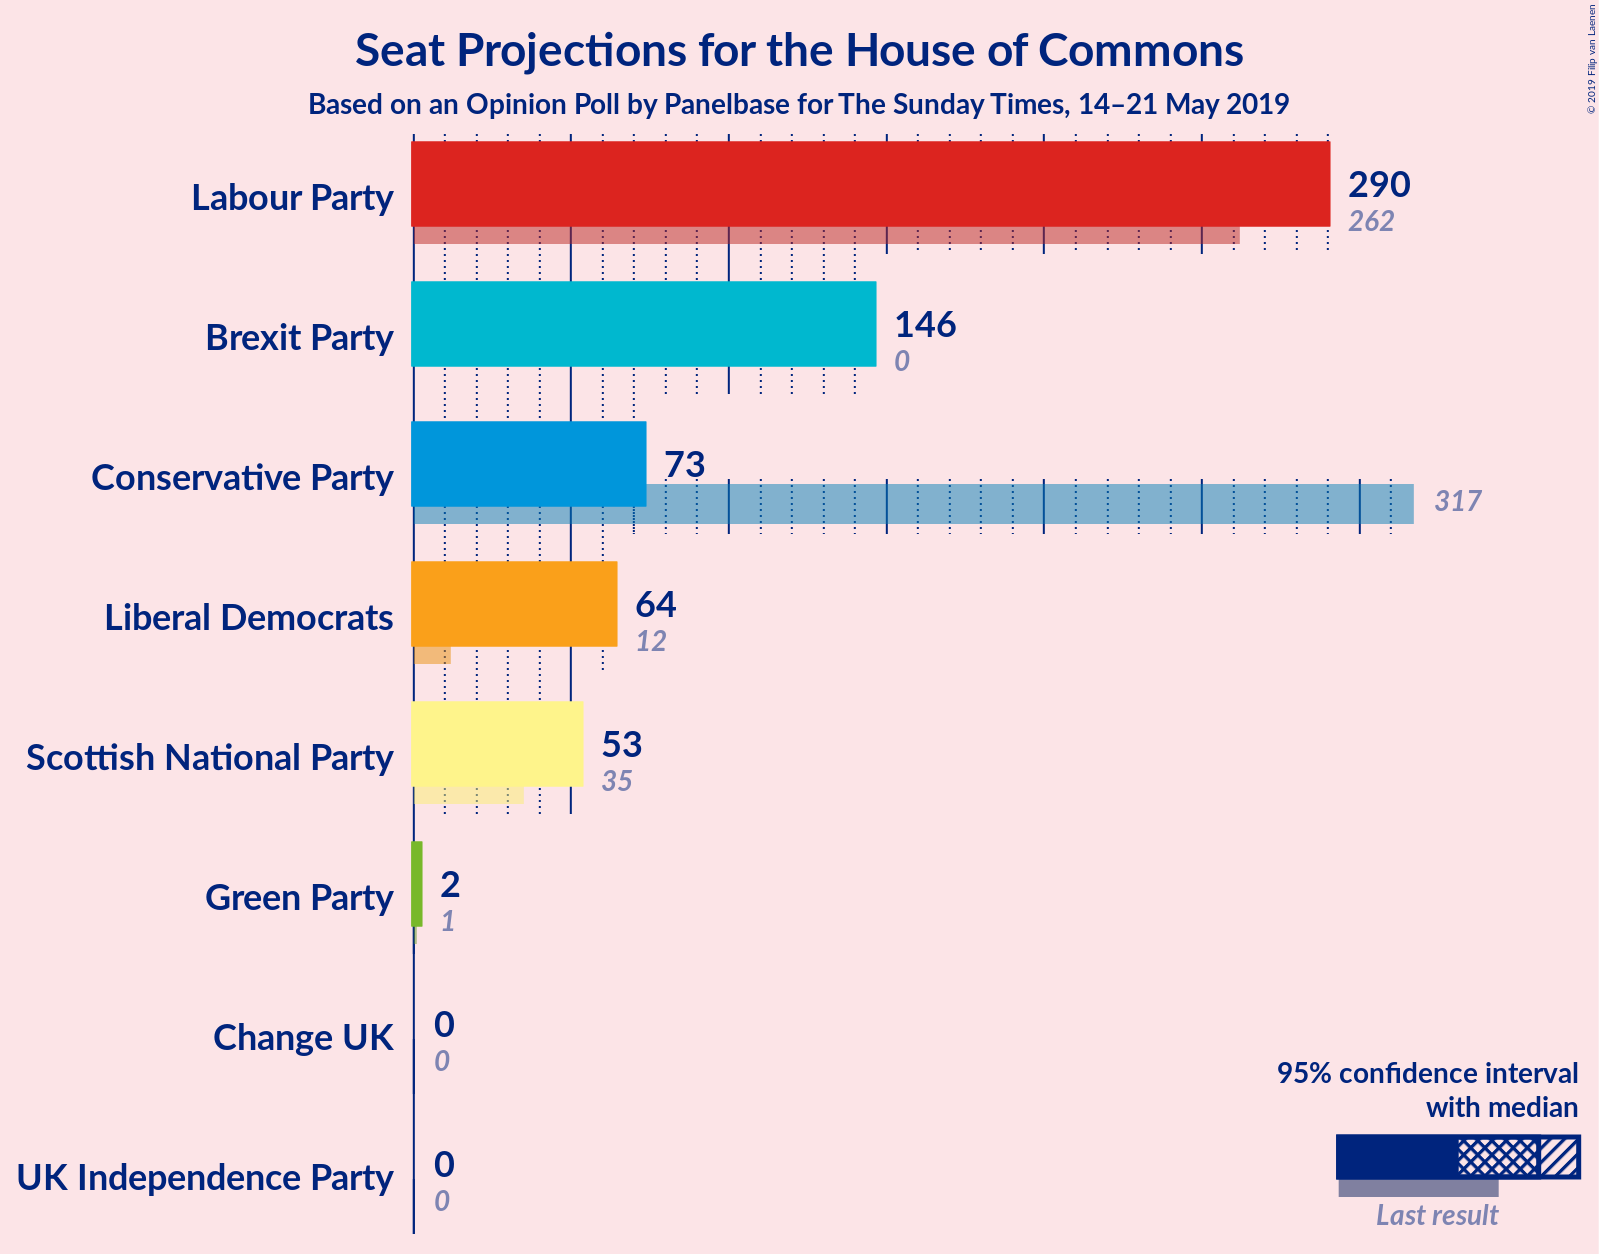 Seat Projections for the House of Commons
Based on an Opinion Poll by Panelbase for The Sunday Times, 14–21 May 2019
© 2019 Filip van Laenen
Labour Party
290
262
Brexit Party
146
0
Conservative Party
73
317
Liberal Democrats
64
12
Scottish National Party
53
35
Green Party
2
1
Change UK
0
0
UK Independence Party
0
0
95% confidence interval
with median
Last result